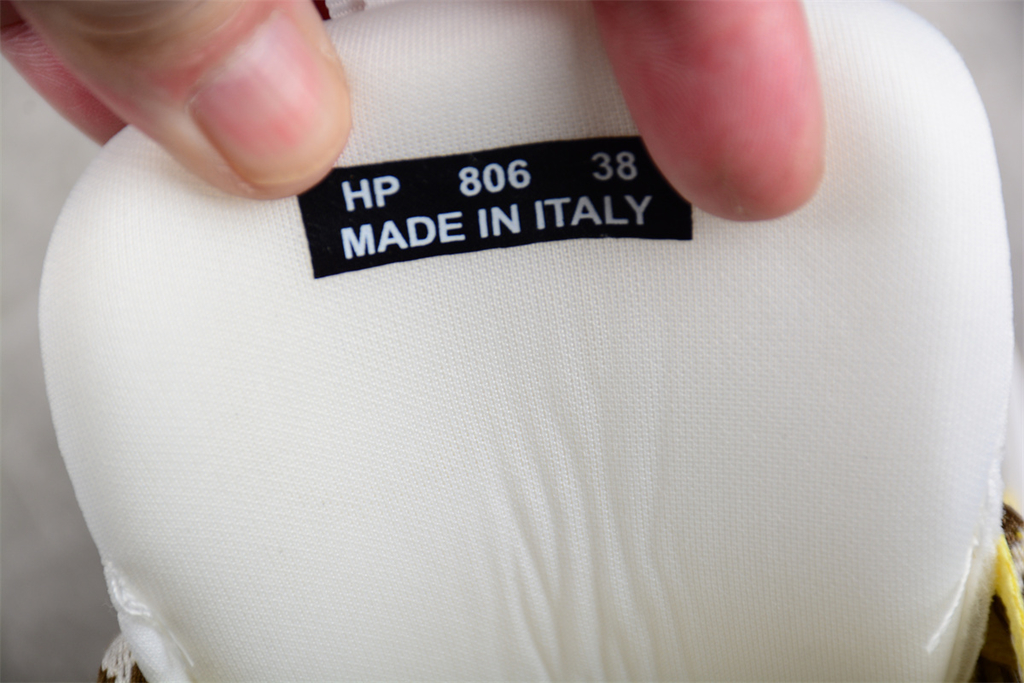 HP 806 38
MADE IN ITALY